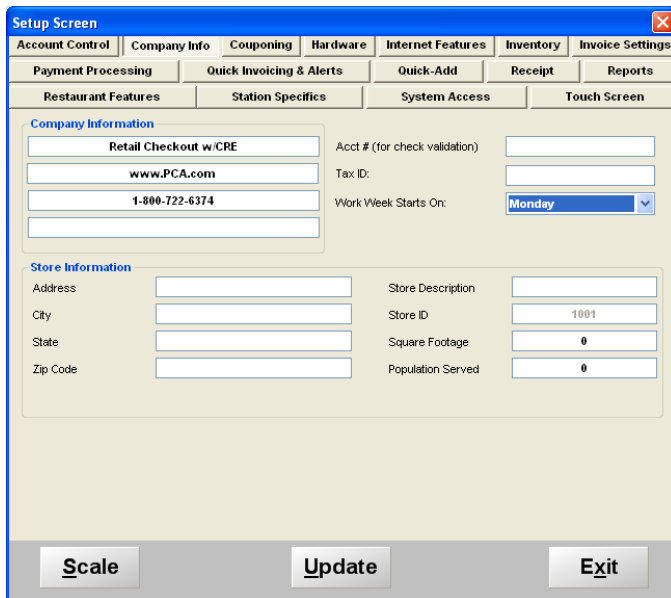 Setup Screen
Account Control Company Info Couponing Hardware Internet Features Inventory Invoice Settings
Payment Processing Quick Invoicing & Alerts Quick-Add Receipt Reports
Restaurant Features Station Specifics System Access Touch Screen
Company Information
Retail Checkout w/CRE
www.PCA.com
1-800-722-6374
Acct # (for check validation)
Tax ID:
Work Week Starts On: Monday
Store Information
Address Store Description
City Store ID 1001
State Square Footage 0
Zip Code Population Served 0
Scale Update Exit